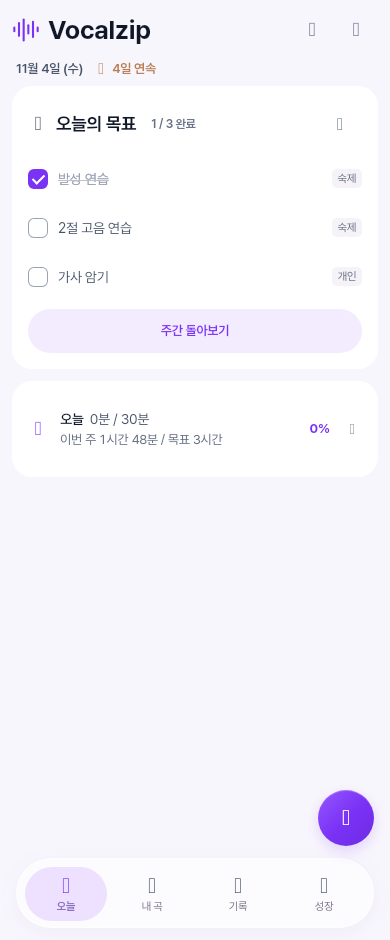 Vocalzip
11월 4일 (수) 4일 연속
오늘의 목표 1 / 3 완료
발성 연습 숙제
2절 고음 연습 숙제
가사 암기 개인
주간 돌아보기
오늘 0분 / 30분
이번 주 1시간 48분 / 목표 3시간
0%
오늘 내 곡 기록 성장